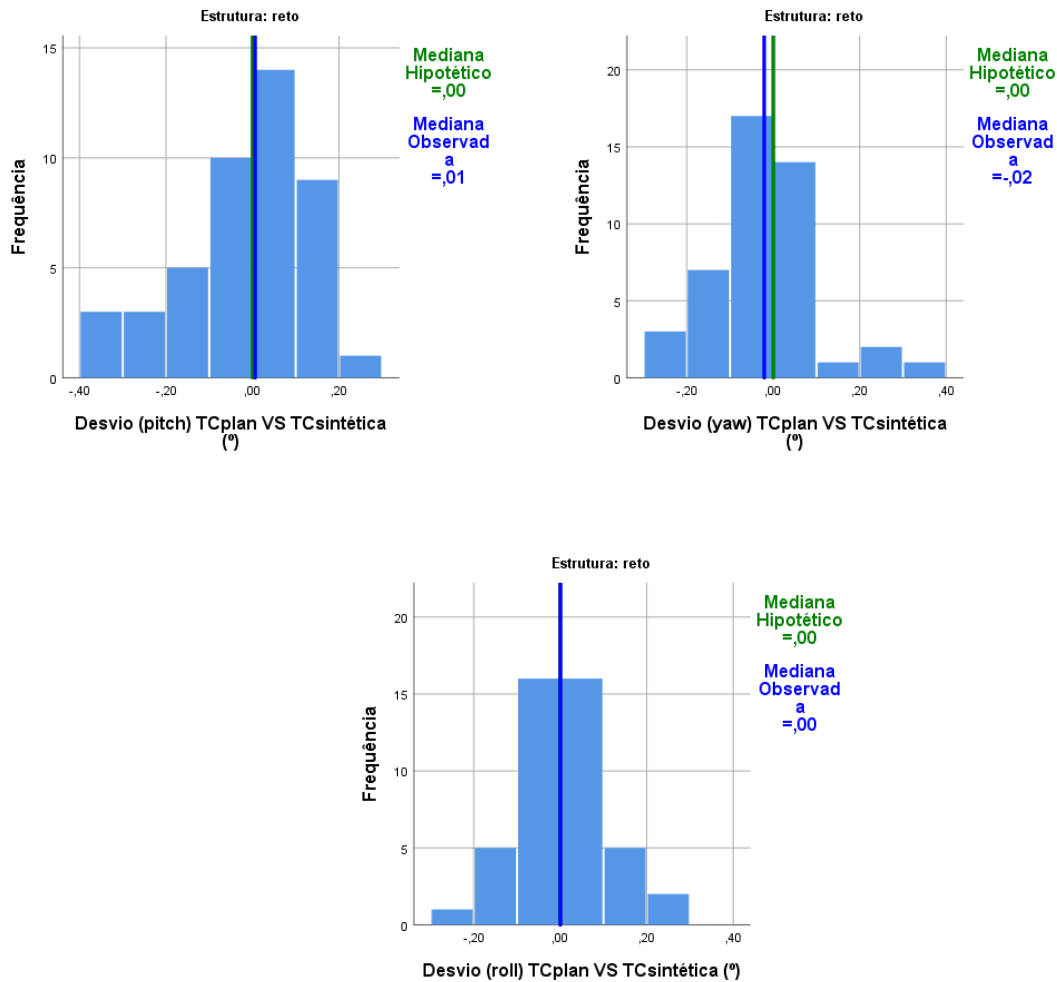 Estrutura: reto
15
10
5
0
-,40
-,20
,00
,20
Frequência
Desvio (pitch) TCplan VS TCsintética
(º)
Mediana
Hipotético
=,00
Mediana
Observad
a
=,01
Estrutura: reto
20
15
10
5
0
-,20
,00
,20
,40
Frequência
Desvio (yaw) TCplan VS TCsintética
(º)
Mediana
Hipotético
=,00
Mediana
Observad
a
=-,02
Estrutura: reto
20
15
10
5
0
-,20
,00
,20
,40
Frequência
Desvio (roll) TCplan VS TCsintética (º)
Mediana
Hipotético
=,00
Mediana
Observad
a
=,00